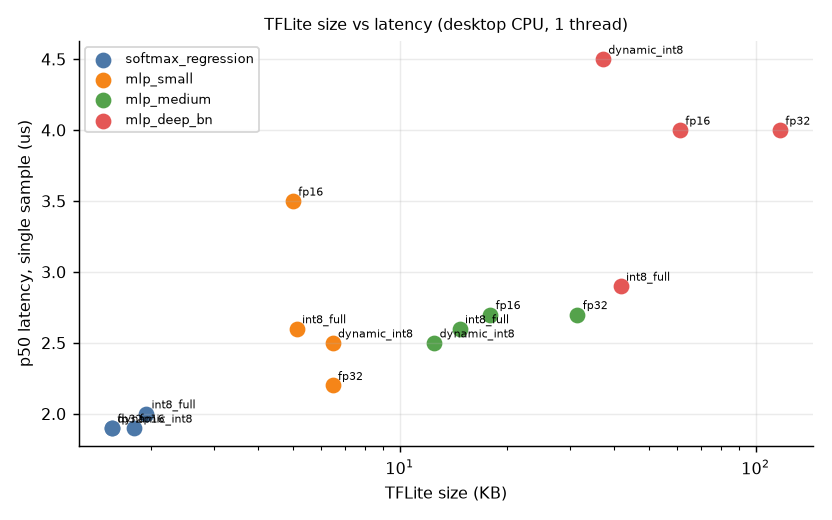 TFLite size vs latency (desktop CPU, 1 thread)
softmax_regression
mlp_small
mlp_medium
mlp_deep_bn
dynamic_int8
fp16
fp32
fp16
int8_full
fp16
fp32
int8_full
int8_full
dynamic_int8
dynamic_int8
fp32
int8_full
p50 latency, single sample (us)
4.5
4.0
3.5
3.0
2.5
2.0
10¹
10²
TFLite size (KB)